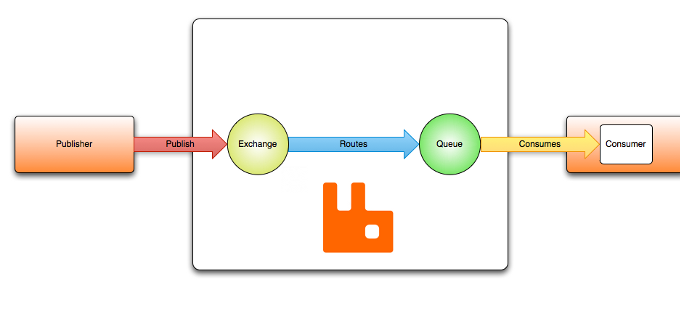 Publisher
Publish
Exchange
Routes
Queue
Consumes
Consumer